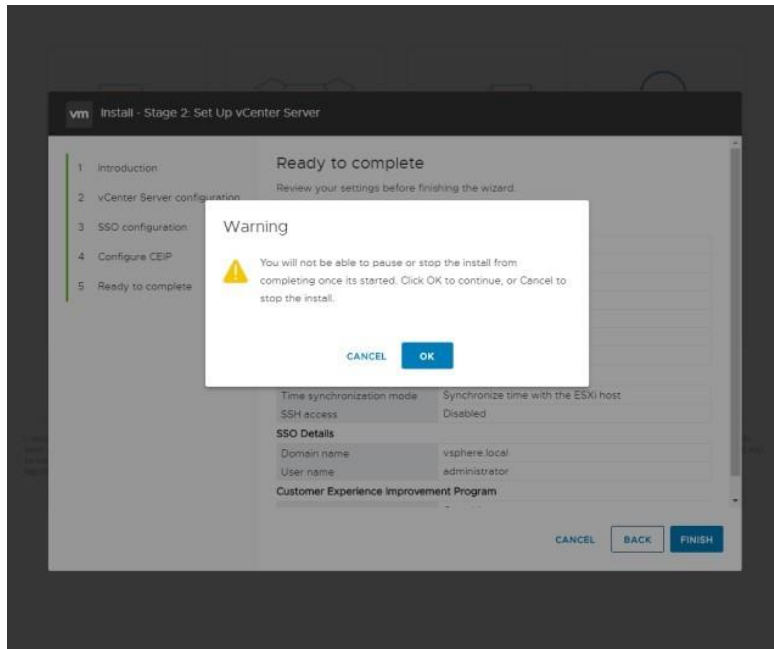 vm Install - Stage 2: Set Up vCenter Server
1 Introduction
2 vCenter Server configuration
3 SSO configuration
4 Configure CEIP
5 Ready to complete
Ready to complete
Review your settings before finishing the wizard.
Warning
You will not be able to pause or stop the install from
completing once its started. Click OK to continue, or Cancel to
stop the install.
CANCEL OK
Time synchronization mode Synchronize time with the ESXi host
SSH access Disabled
SSO Details
Domain name vsphere.local
User name administrator
Customer Experience Improvement Program
CANCEL BACK FINISH